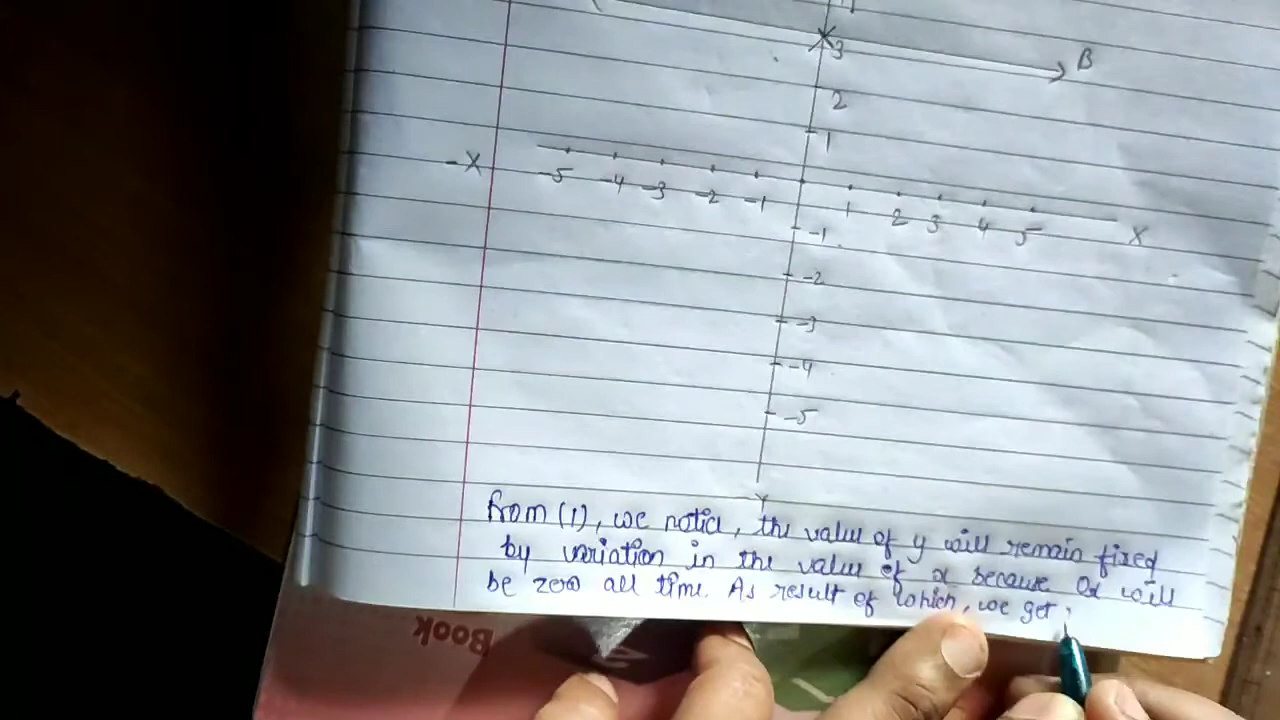 3
B
2
1
-X
-5 -4 -3 -2 -1 1 2 3 4 5 X
-1
-2
-3
-4
-5
Y
from (1), we notice, the value of y will remain fixed
by variation in the value of x because 0x will
be zero all time. As result of which, we get
Book